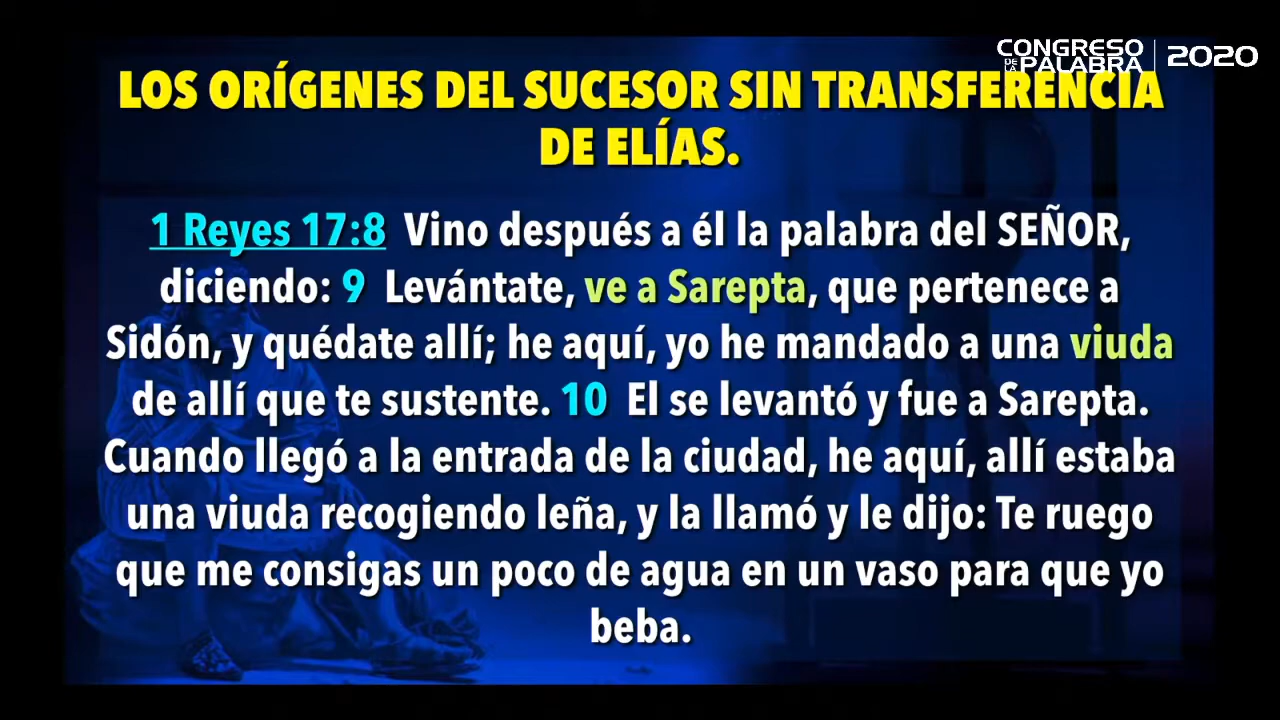 CONGRESO DE LA PALABRA | 2020
LOS ORÍGENES DEL SUCESOR SIN TRANSFERENCIA
DE ELÍAS.
1 Reyes 17:8 Vino después a él la palabra del SEÑOR,
diciendo: 9 Levántate, ve a Sarepta, que pertenece a
Sidón, y quédate allí; he aquí, yo he mandado a una viuda
de allí que te sustente. 10 El se levantó y fue a Sarepta.
Cuando llegó a la entrada de la ciudad, he aquí, allí estaba
una viuda recogiendo leña, y la llamó y le dijo: Te ruego
que me consigas un poco de agua en un vaso para que yo
beba.